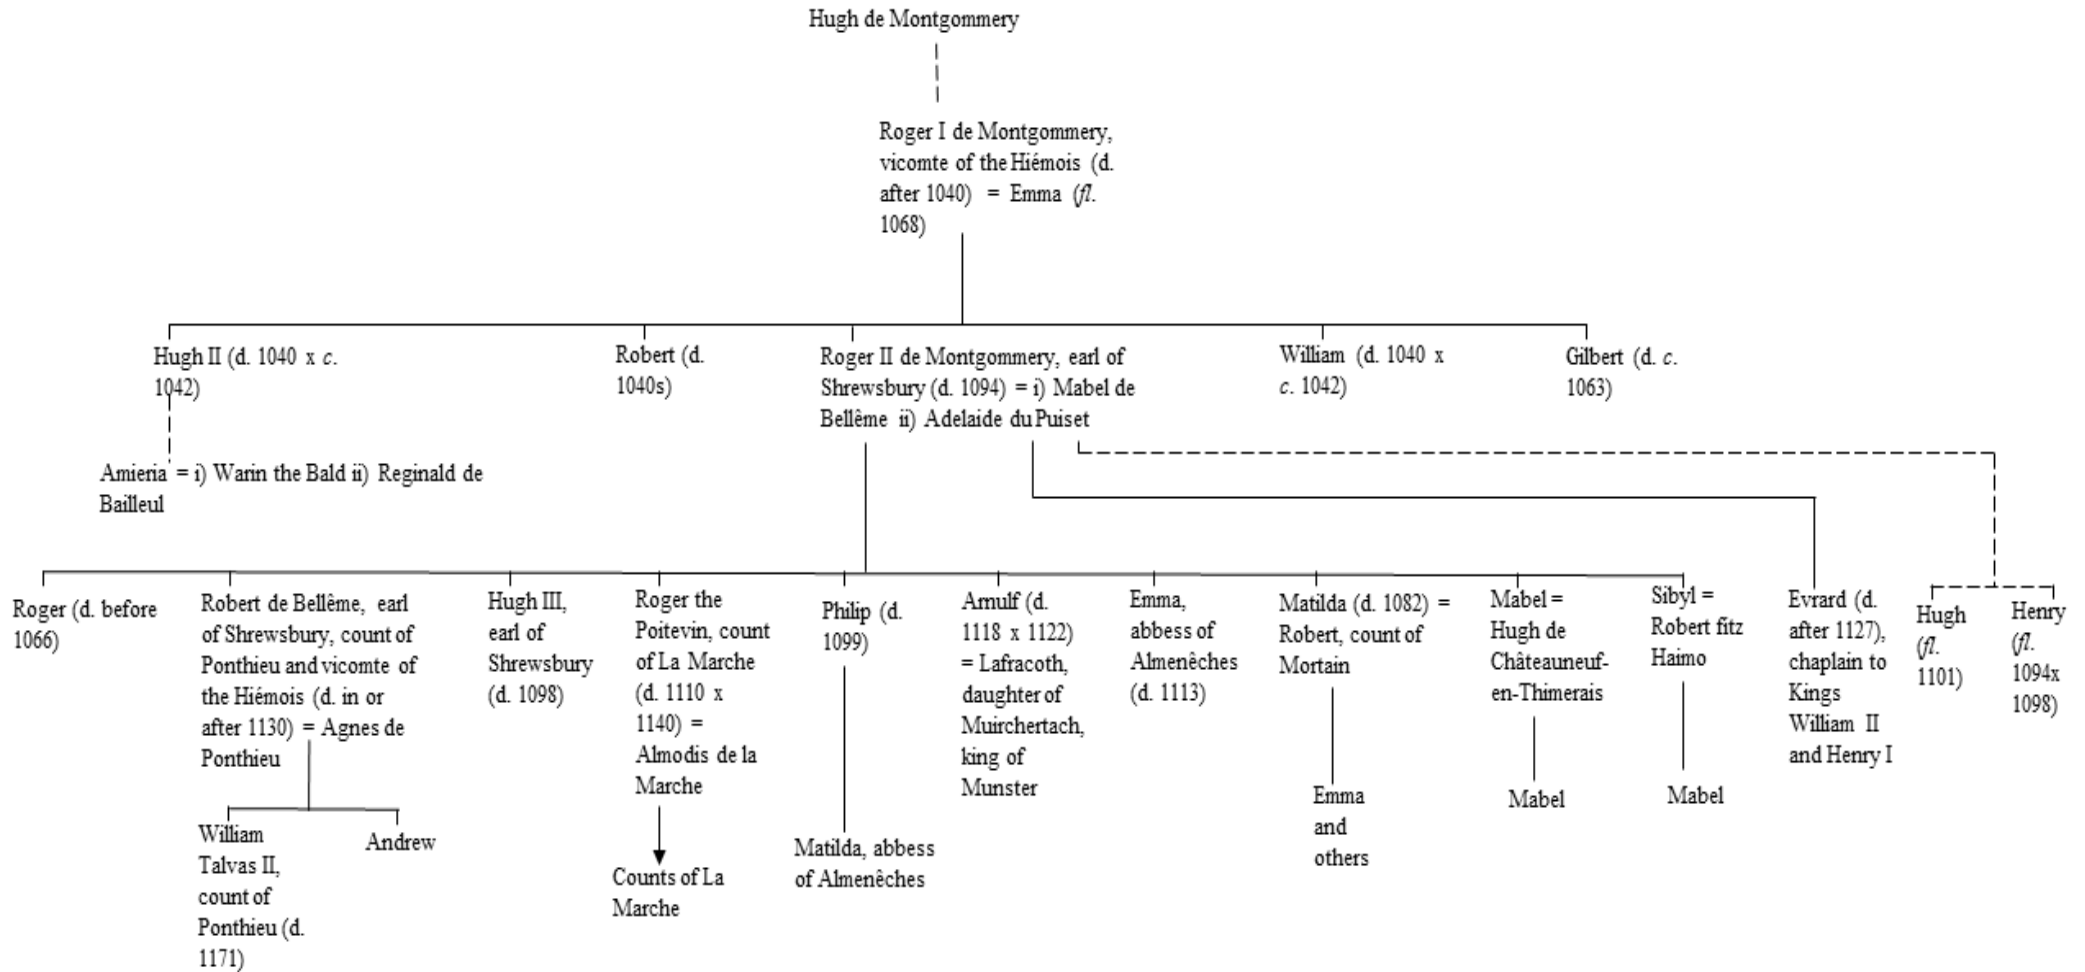 Hugh de Montgommery
Roger I de Montgommery,
vicomte of the Hiémois (d.
after 1040) = Emma (fl.
1068)
Hugh II (d. 1040 x c.
1042)
Robert (d.
1040s)
Roger II de Montgommery, earl of
Shrewsbury (d. 1094) = i) Mabel de
Bellême ii) Adelaide du Puiset
William (d. 1040 x
c. 1042)
Gilbert (d. c.
1063)
Amieria = i) Warin the Bald ii) Reginald de
Bailleul
Roger (d. before
1066)
Robert de Bellême, earl
of Shrewsbury, count of
Ponthieu and vicomte of
the Hiémois (d. in or
after 1130) = Agnes de
Ponthieu
Hugh III,
earl of
Shrewsbury
(d. 1098)
Roger the
Poitevin, count
of La Marche
(d. 1110 x
1140) =
Almodis de la
Marche
Philip (d.
1099)
Arnulf (d.
1118 x 1122)
= Lafracoth,
daughter of
Muirchertach,
king of
Munster
Emma,
abbess of
Almenêches
(d. 1113)
Matilda (d. 1082) =
Robert, count of
Mortain
Mabel =
Hugh de
Châteauneuf-
en-Thimerais
Sibyl =
Robert fitz
Haimo
Evrard (d.
after 1127),
chaplain to
Kings
William II
and Henry I
Hugh
(fl.
1101)
Henry
(fl.
1094x
1098)
William
Talvas II,
count of
Ponthieu (d.
1171)
Andrew
Counts of La
Marche
Matilda, abbess
of Almenêches
Emma
and
others
Mabel
Mabel